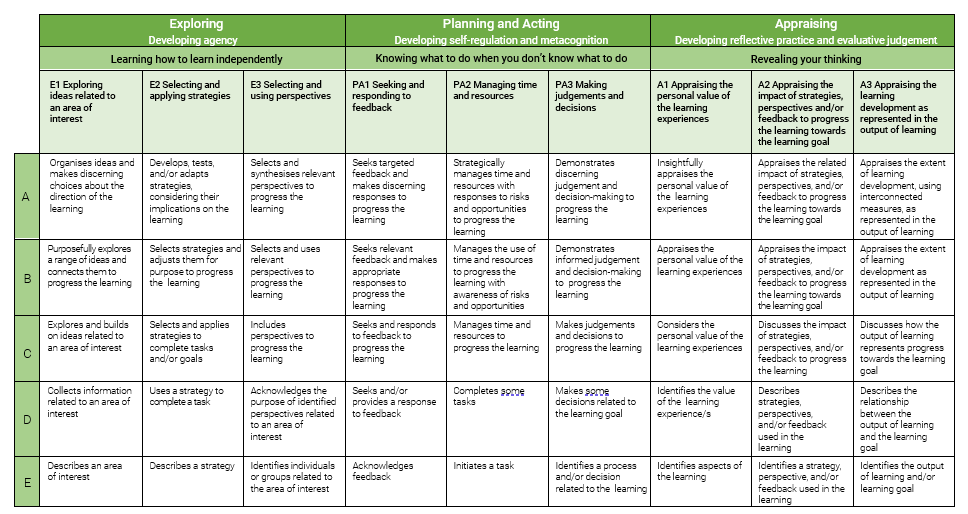 Exploring
Developing agency
Planning and Acting
Developing self-regulation and metacognition
Appraising
Developing reflective practice and evaluative judgement
Learning how to learn independently
Knowing what to do when you don't know what to do
Revealing your thinking
E1 Exploring
ideas related to
an area of
interest
E2 Selecting and
applying strategies
E3 Selecting and
using perspectives
PA1 Seeking and
responding to
feedback
PA2 Managing time
and resources
PA3 Making
judgements and
decisions
A1 Appraising the
personal value of
the learning
experiences
A2 Appraising the
impact of strategies,
perspectives and/or
feedback to progress
the learning towards
the learning goal
A3 Appraising the
learning
development as
represented in the
output of learning
A
Organises ideas and
makes discerning
choices about the
direction of the
learning
Develops, tests,
and/or adapts
strategies,
considering their
implications on the
learning
Selects and
synthesises relevant
perspectives to
progress the
learning
Seeks targeted
feedback and
makes discerning
responses to
progress the
learning
Strategically
manages time and
resources with
responses to risks
and opportunities
to progress the
learning
Demonstrates
discerning
judgement and
decision-making to
progress the
learning
Insightfully
appraises the
personal value of
the learning
experiences
Appraises the related
impact of strategies,
perspectives, and/or
feedback to progress
the learning towards
the learning goal
Appraises the extent
of learning
development, using
interconnected
measures, as
represented in the
output of learning
B
Purposefully explores
a range of ideas and
connects them to
progress the learning
Selects strategies and
adjusts them for
purpose to progress
the learning
Selects and uses
relevant
perspectives to
progress the
learning
Seeks relevant
feedback and makes
appropriate
responses to
progress the
learning
Manages the use of
time and resources
to progress the
learning with
awareness of risks
and opportunities
Demonstrates
informed judgement
and decision-making
to progress the
learning
Appraises the
personal value of the
learning experiences
Appraises the impact
of strategies,
perspectives, and/or
feedback to progress
the learning towards
the learning goal
Appraises the extent
of learning
development as
represented in the
output of learning
C
Explores and builds
on ideas related to
an area of interest
Selects and applies
strategies to
complete tasks
and/or goals
Includes
perspectives to
progress the
learning
Seeks and responds
to feedback to
progress the
learning
Manages time and
resources to
progress the learning
Makes judgements
and decisions to
progress the learning
Considers the
personal value of the
learning experiences
Discusses the impact
of strategies,
perspectives, and/or
feedback to progress
the learning
Discusses how the
output of learning
represents progress
towards the learning
goal
D
Collects information
related to an area of
interest
Uses a strategy to
complete a task
Acknowledges the
purpose of identified
perspectives related
to an area of
interest
Seeks and/or
provides a response
to feedback
Completes some
tasks
Makes some
decisions related to
the learning goal
Identifies the value
of the learning
experience/s
Describes
strategies,
perspectives,
and/or feedback
used in the
learning
Describes the
relationship
between the
output of learning
and the learning
goal
E
Describes an area
of interest
Describes a strategy
Identifies individuals
or groups related to
the area of interest
Acknowledges
feedback
Initiates a task
Identifies a process
and/or decision
related to the learning
Identifies aspects of
the learning
Identifies a strategy,
perspective, and/or
feedback used in the
learning
Identifies the output
of learning and/or
learning goal